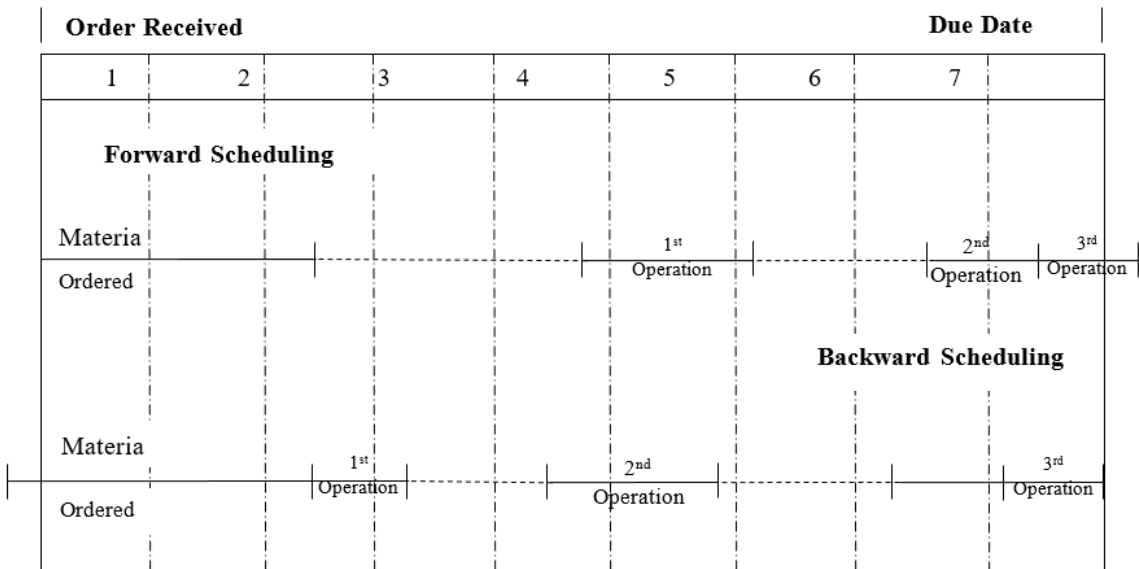 Order Received Due Date
1 2 3 4 5 6 7
Forward Scheduling
Materia 1st 2nd 3rd
Operation Operation Operation
Ordered
Backward Scheduling
Materia 1st 2nd 3rd
Operation Operation Operation
Ordered